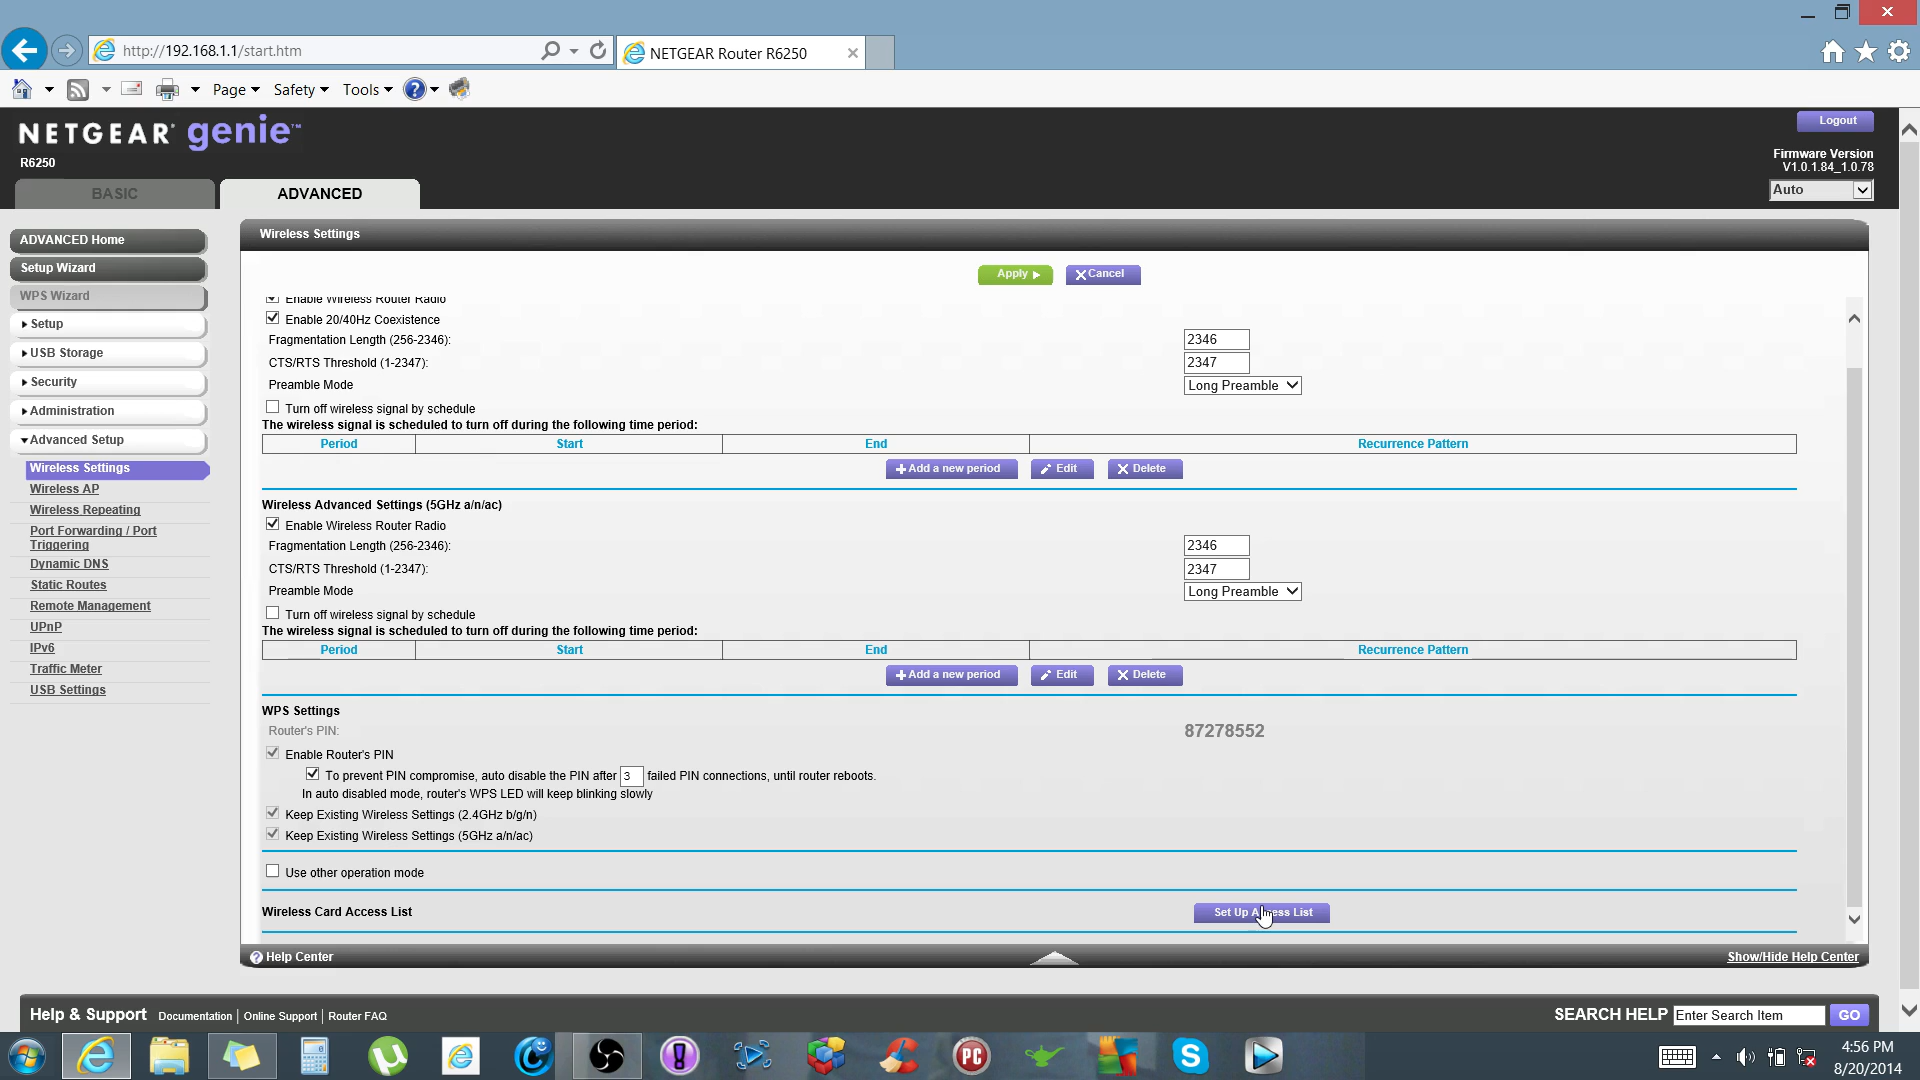 http://192.168.1.1/start.htm
NETGEAR Router R6250
Page Safety Tools
NETGEAR genie™
Logout
R6250
Firmware Version
V1.0.1.84_1.0.78
Auto
BASIC
ADVANCED
ADVANCED Home
Setup Wizard
WPS Wizard
Setup
USB Storage
Security
Administration
Advanced Setup
Wireless Settings
Wireless AP
Wireless Repeating
Port Forwarding / Port
Triggering
Dynamic DNS
Static Routes
Remote Management
UPnP
IPv6
Traffic Meter
USB Settings
Wireless Settings
Apply
Cancel
Enable Wireless Router Radio
Enable 20/40Hz Coexistence
Fragmentation Length (256-2346): 2346
CTS/RTS Threshold (1-2347): 2347
Preamble Mode Long Preamble
Turn off wireless signal by schedule
The wireless signal is scheduled to turn off during the following time period:
Period Start End Recurrence Pattern
Add a new period Edit Delete
Wireless Advanced Settings (5GHz a/n/ac)
Enable Wireless Router Radio
Fragmentation Length (256-2346): 2346
CTS/RTS Threshold (1-2347): 2347
Preamble Mode Long Preamble
Turn off wireless signal by schedule
The wireless signal is scheduled to turn off during the following time period:
Period Start End Recurrence Pattern
Add a new period Edit Delete
WPS Settings
Router's PIN: 87278552
Enable Router's PIN
To prevent PIN compromise, auto disable the PIN after 3 failed PIN connections, until router reboots.
In auto disabled mode, router's WPS LED will keep blinking slowly
Keep Existing Wireless Settings (2.4GHz b/g/n)
Keep Existing Wireless Settings (5GHz a/n/ac)
Use other operation mode
Wireless Card Access List Set Up Access List
Help Center
Show/Hide Help Center
Help & Support Documentation | Online Support | Router FAQ
SEARCH HELP Enter Search Item GO
PC
4:56 PM
8/20/2014